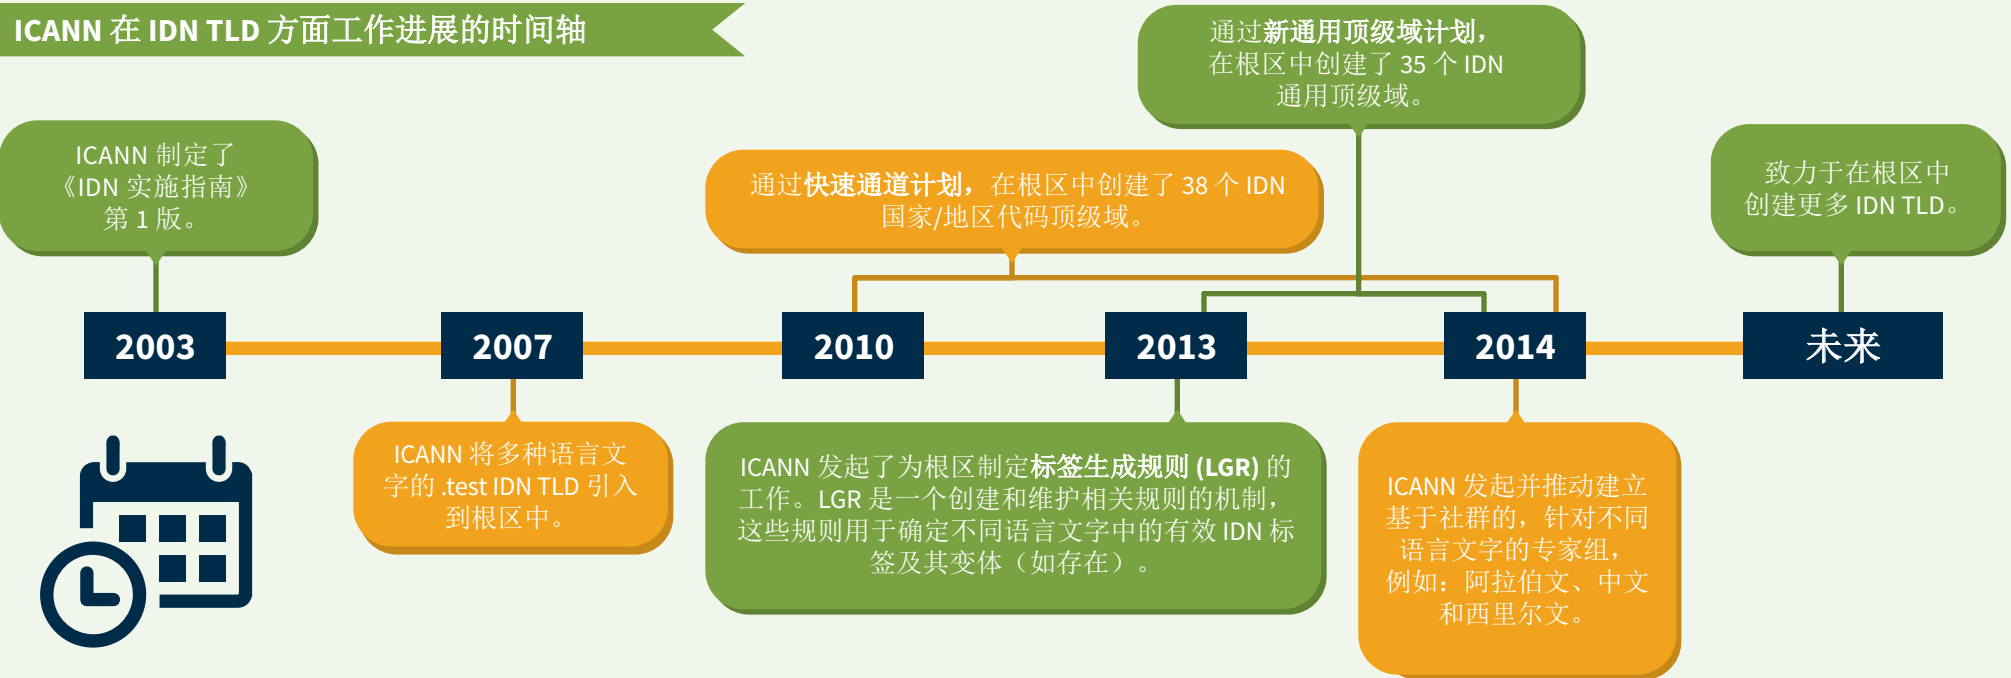 ICANN 在 IDN TLD 方面工作进展的时间轴
通过新通用顶级域计划，
在根区中创建了 35 个 IDN
通用顶级域。
ICANN 制定了
《IDN 实施指南》
第 1 版。
通过快速通道计划，在根区中创建了 38 个 IDN
国家/地区代码顶级域。
致力于在根区中
创建更多 IDN TLD。
2003
2007
2010
2013
2014
未来
ICANN 将多种语言文
字的 .test IDN TLD 引入
到根区中。
ICANN 发起了为根区制定标签生成规则 (LGR) 的
工作。LGR 是一个创建和维护相关规则的机制，
这些规则用于确定不同语言文字中的有效 IDN 标
签及其变体（如存在）。
ICANN 发起并推动建立
基于社群的，针对不同
语言文字的专家组，
例如：阿拉伯文、中文
和西里尔文。